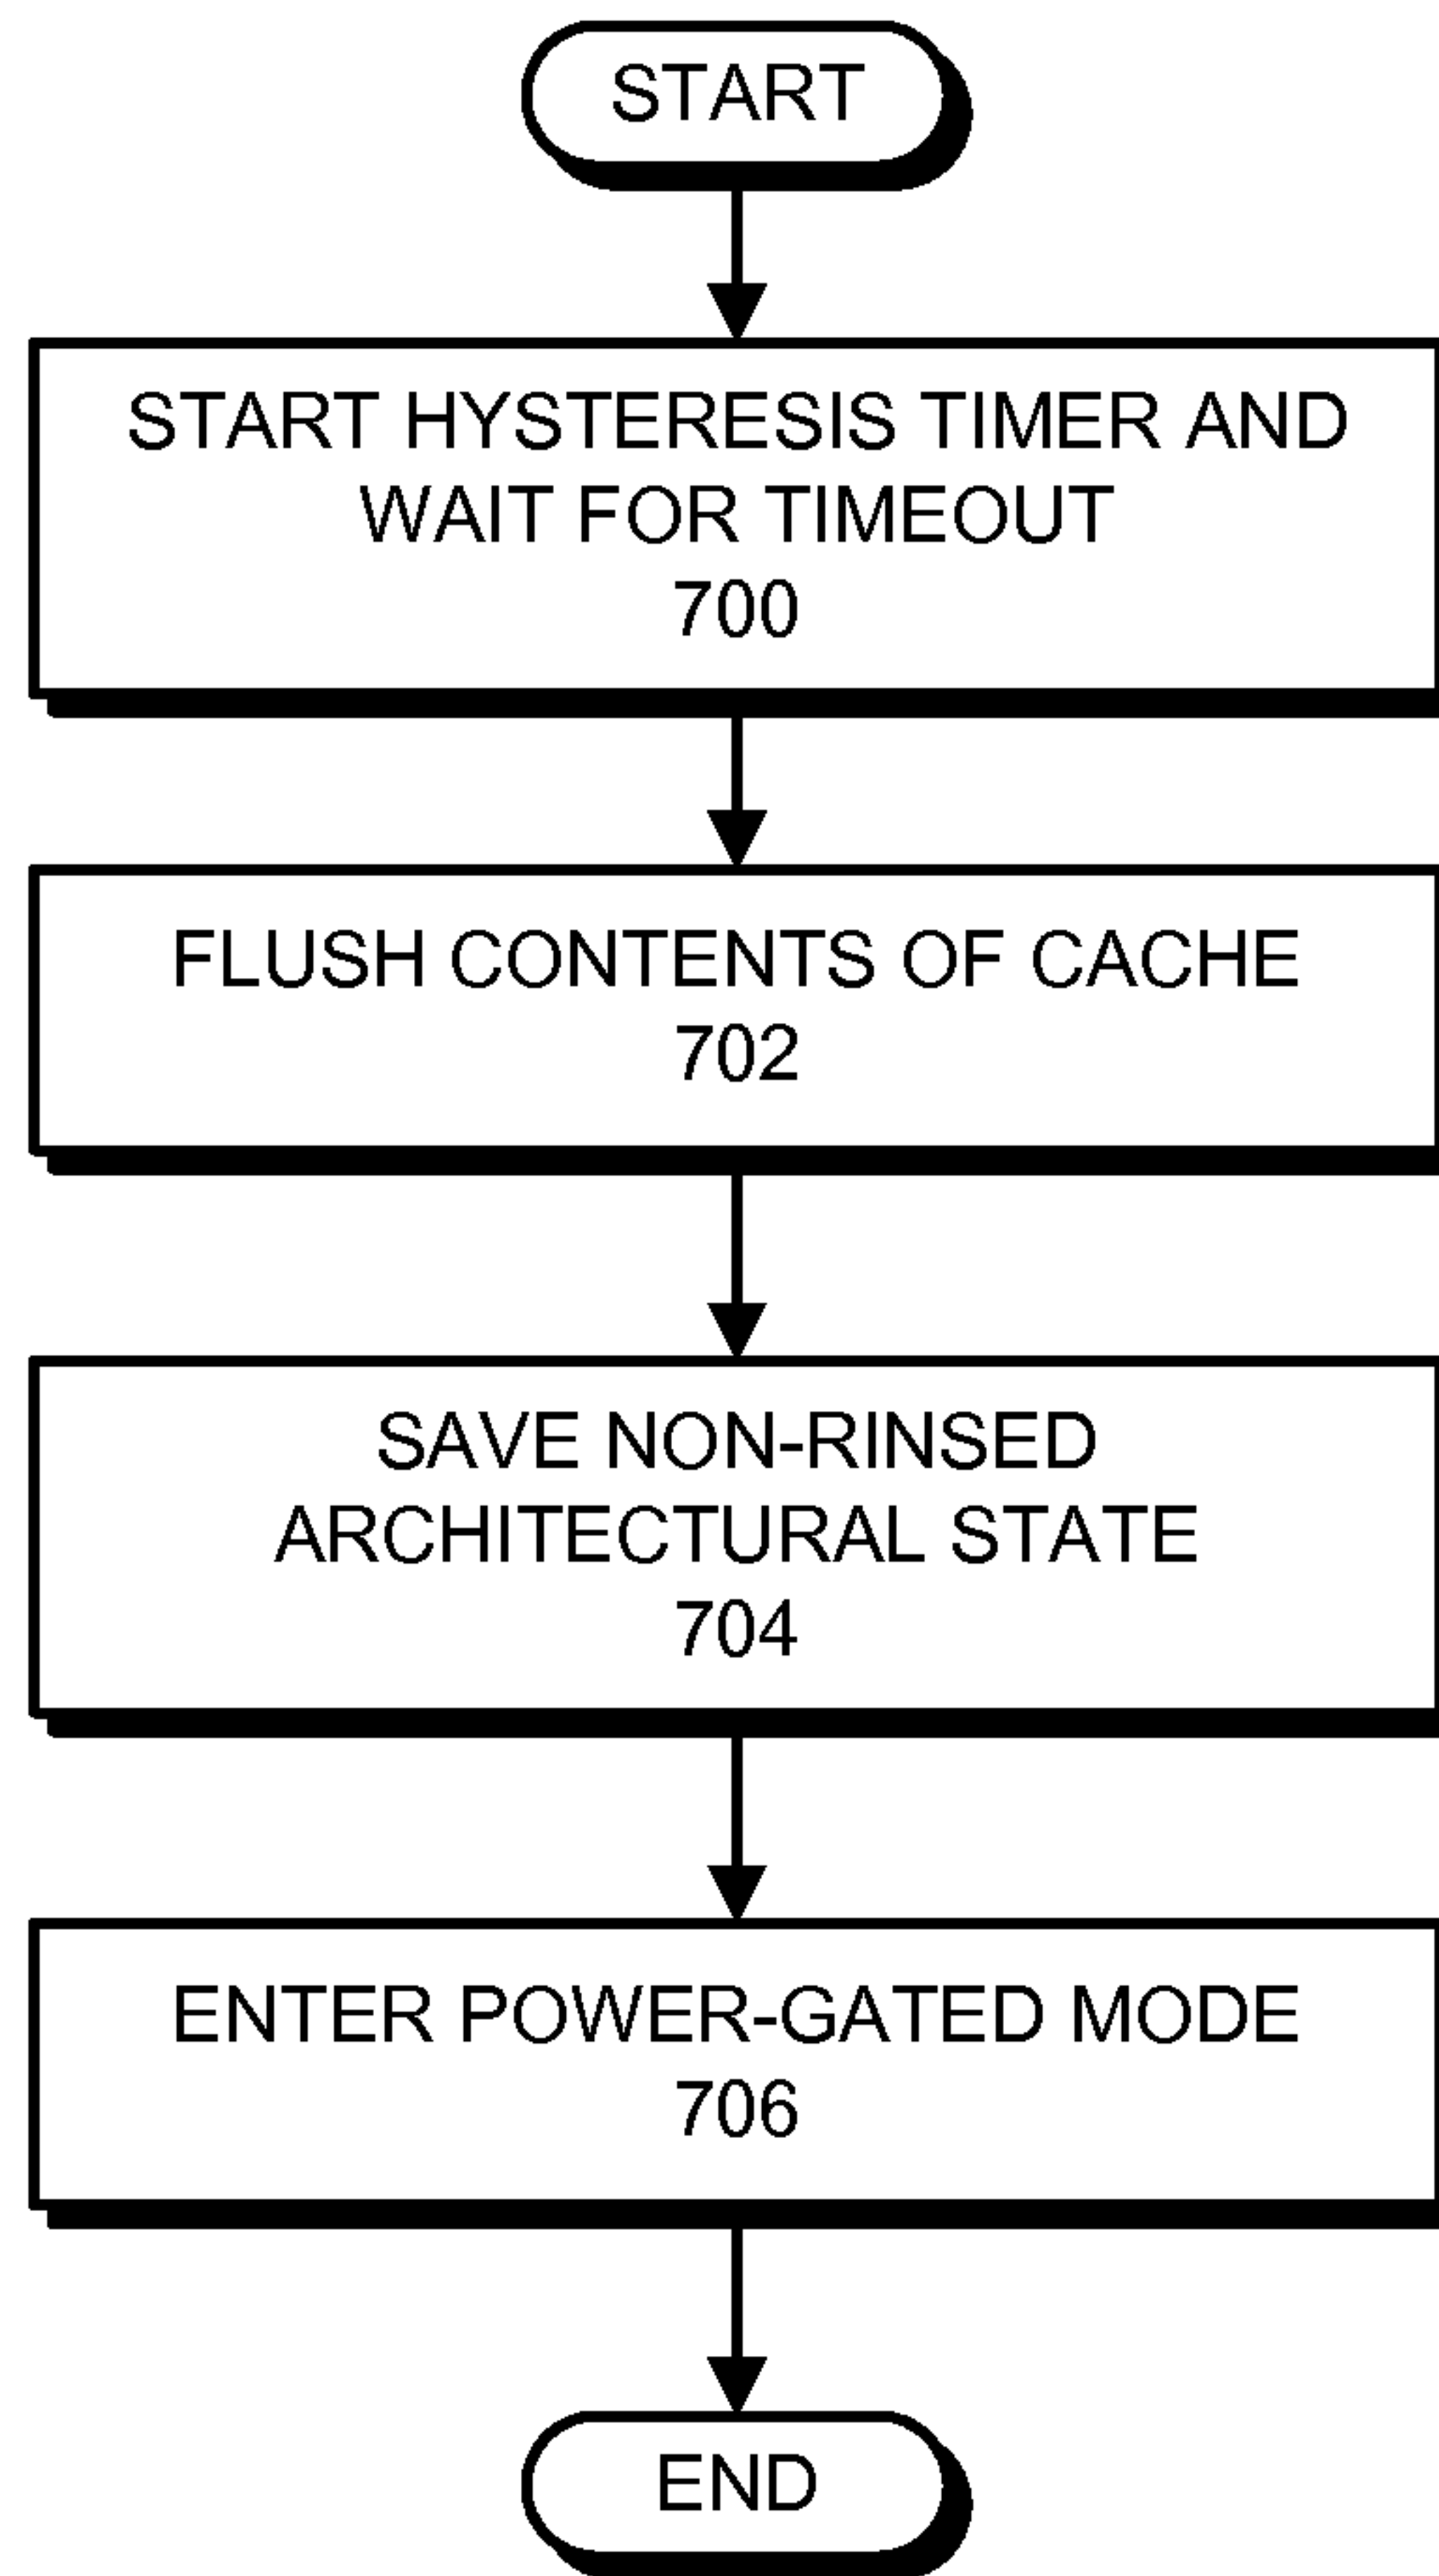 START
START HYSTERESIS TIMER AND
WAIT FOR TIMEOUT
700
FLUSH CONTENTS OF CACHE
702
SAVE NON-RINSED
ARCHITECTURAL STATE
704
ENTER POWER-GATED MODE
706
END